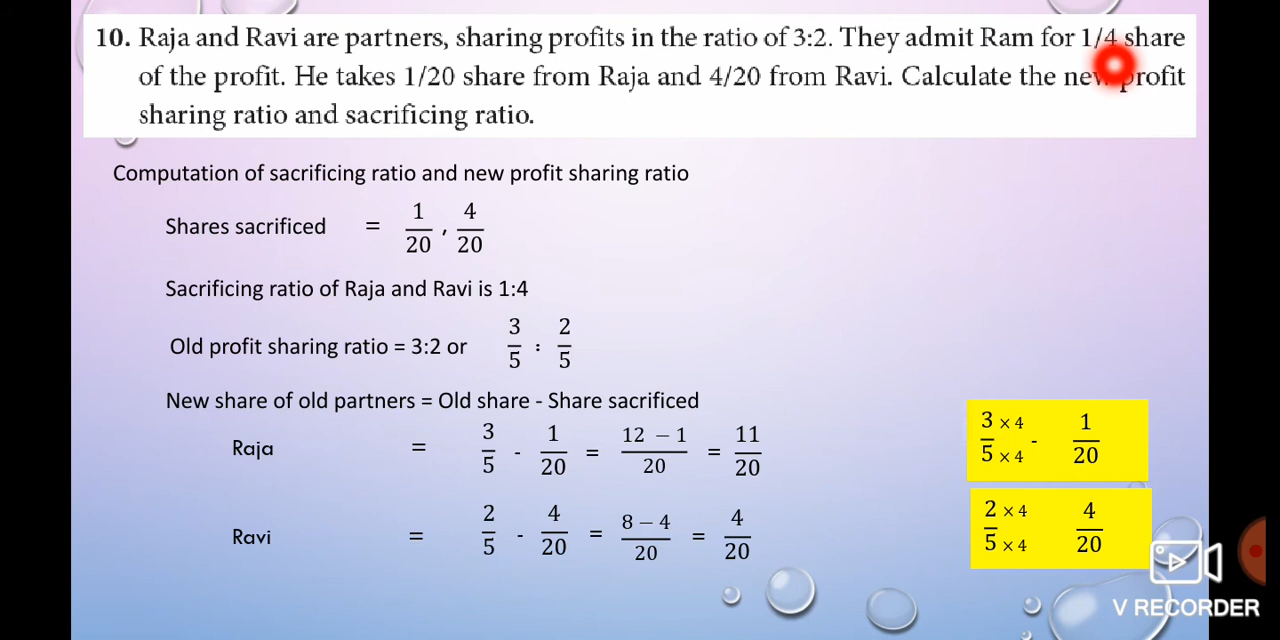 10. Raja and Ravi are partners, sharing profits in the ratio of 3:2. They admit Ram for 1/4 share
of the profit. He takes 1/20 share from Raja and 4/20 from Ravi. Calculate the new profit
sharing ratio and sacrificing ratio.
Computation of sacrificing ratio and new profit sharing ratio
Shares sacrificed = 1/20 , 4/20
Sacrificing ratio of Raja and Ravi is 1:4
Old profit sharing ratio = 3:2 or 3/5 : 2/5
New share of old partners = Old share - Share sacrificed
Raja = 3/5 - 1/20 = 12 − 1/20 = 11/20
3 × 4/5 × 4 - 1/20
Ravi = 2/5 - 4/20 = 8 − 4/20 = 4/20
2 × 4/5 × 4 4/20
V RECORDER